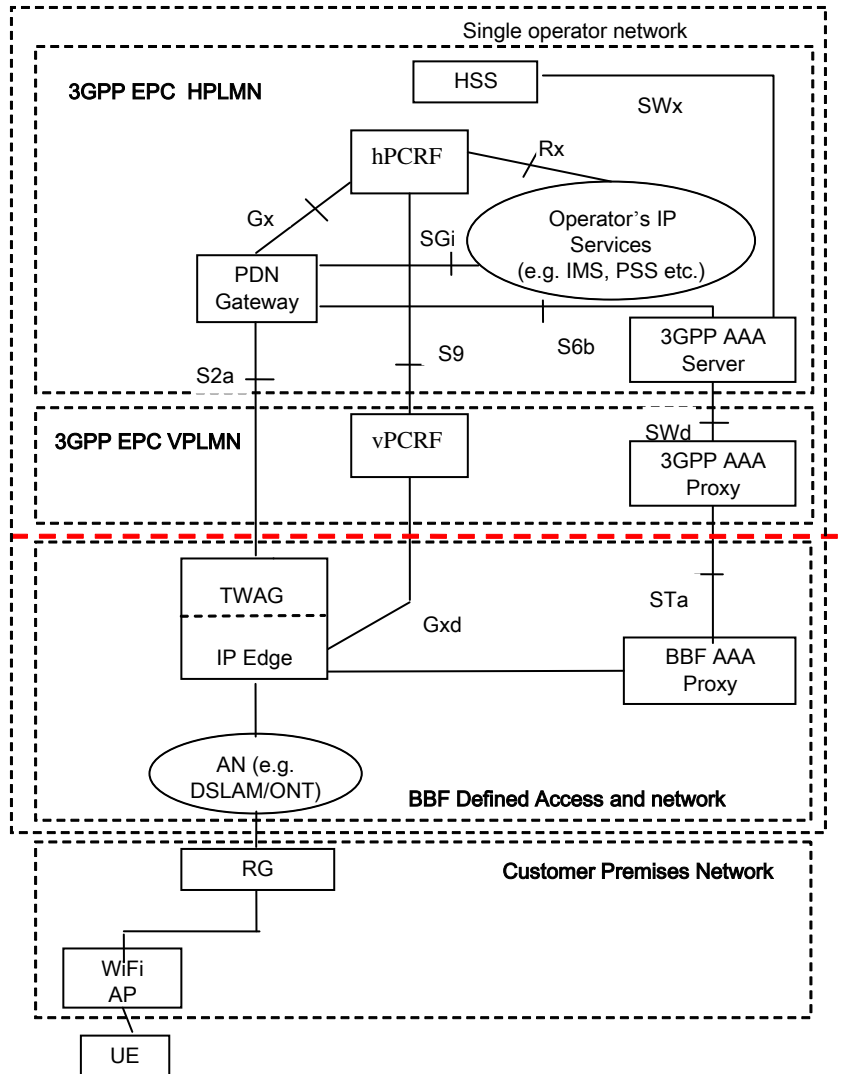 Single operator network
3GPP EPC HPLMN
HSS
SWx
hPCRF
Rx
Gx
Operator's IP
Services
(e.g. IMS, PSS etc.)
SGi
PDN
Gateway
3GPP AAA
Server
S6b
S9
S2a
3GPP EPC VPLMN
vPCRF
SWd
3GPP AAA
Proxy
TWAG
STa
Gxd
IP Edge
BBF AAA
Proxy
AN (e.g.
DSLAM/ONT)
BBF Defined Access and network
RG
Customer Premises Network
WiFi
AP
UE